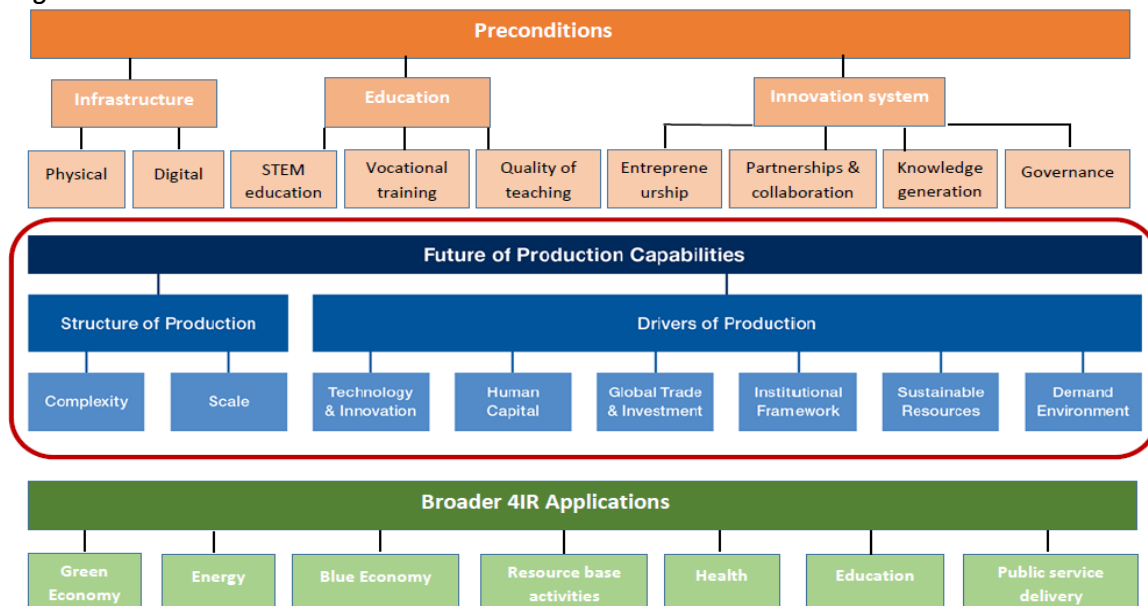 Preconditions
Infrastructure
Education
Innovation system
Physical
Digital
STEM
education
Vocational
training
Quality of
teaching
Entreprene
urship
Partnerships &
collaboration
Knowledge
generation
Governance
Future of Production Capabilities
Structure of Production
Drivers of Production
Complexity
Scale
Technology
& Innovation
Human
Capital
Global Trade
& Investment
Institutional
Framework
Sustainable
Resources
Demand
Environment
Broader 4IR Applications
Green
Economy
Energy
Blue Economy
Resource base
activities
Health
Education
Public service
delivery